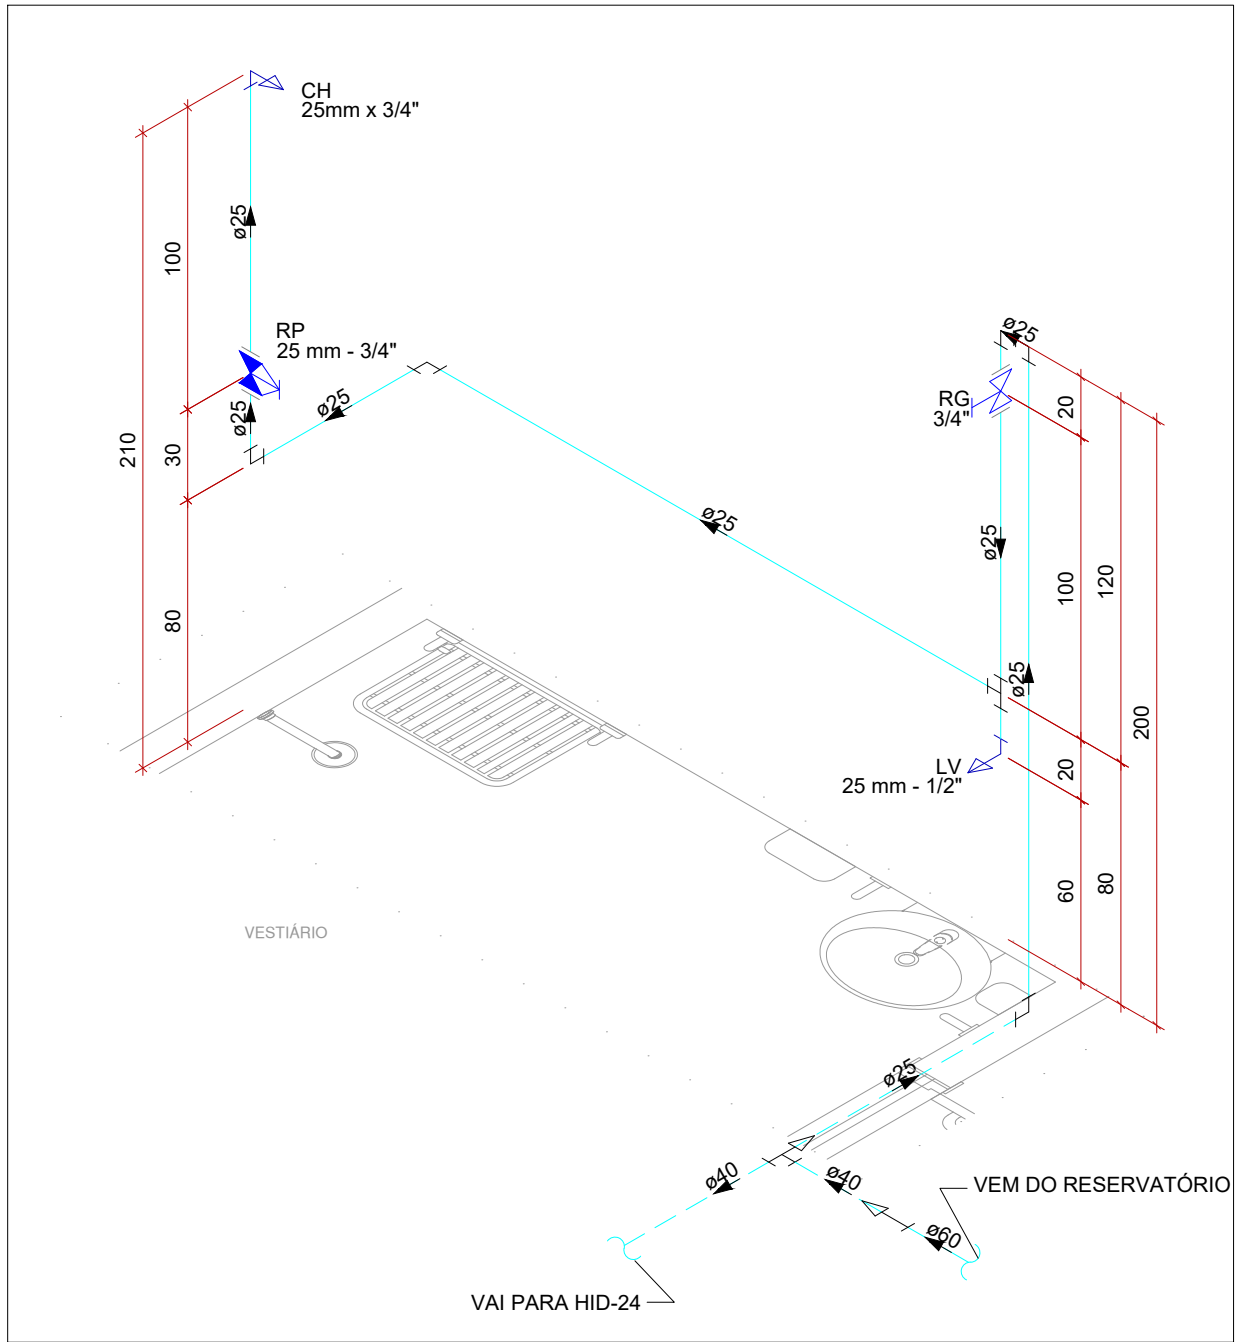 CH
25mm x 3/4"
ø25
100
RP
25 mm - 3/4"
ø25
ø25
30
210
80
ø25
ø25
RG
3/4"
20
ø25
100
120
ø25
200
LV
25 mm - 1/2"
20
60
80
VESTIÁRIO
ø25
ø40
ø40
VEM DO RESERVATÓRIO
ø60
VAI PARA HID-24